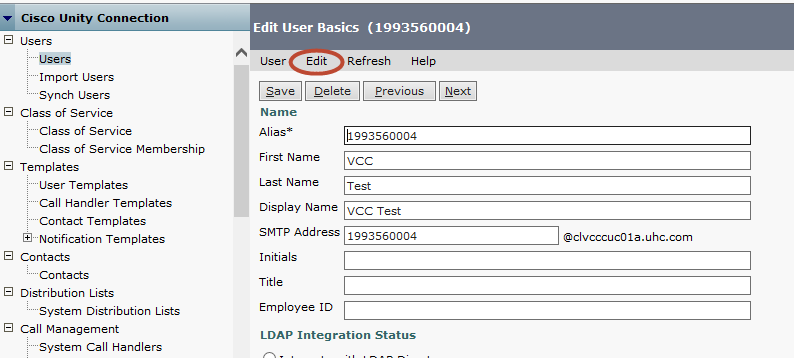 Cisco Unity Connection
Users
Users
Import Users
Synch Users
Class of Service
Class of Service
Class of Service Membership
Templates
User Templates
Call Handler Templates
Contact Templates
Notification Templates
Contacts
Contacts
Distribution Lists
System Distribution Lists
Call Management
System Call Handlers
Edit User Basics (1993560004)
User Edit Refresh Help
Save Delete Previous Next
Name
Alias* 1993560004
First Name VCC
Last Name Test
Display Name VCC Test
SMTP Address 1993560004 @clvcccuc01a.uhc.com
Initials
Title
Employee ID
LDAP Integration Status